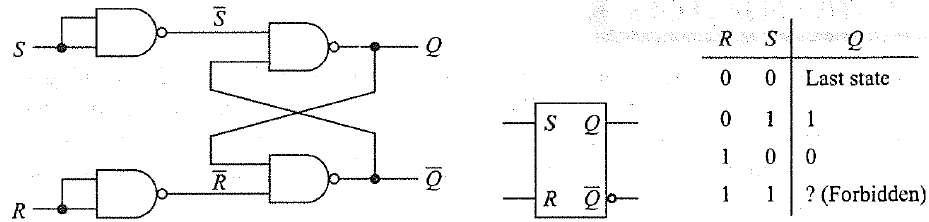 S
S̅
Q
R
R̅
Q̅
S Q
R Q̅
R S Q
0 0 Last state
0 1 1
1 0 0
1 1 ? (Forbidden)